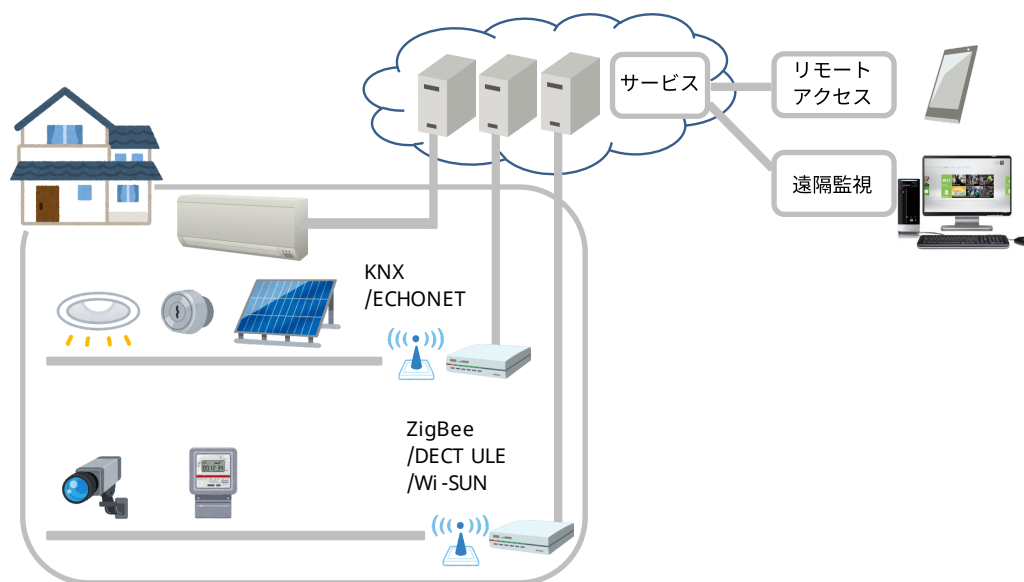 サービス
リモート
アクセス
遠隔監視
KNX
/ECHONET
ZigBee
/DECT ULE
/Wi-SUN